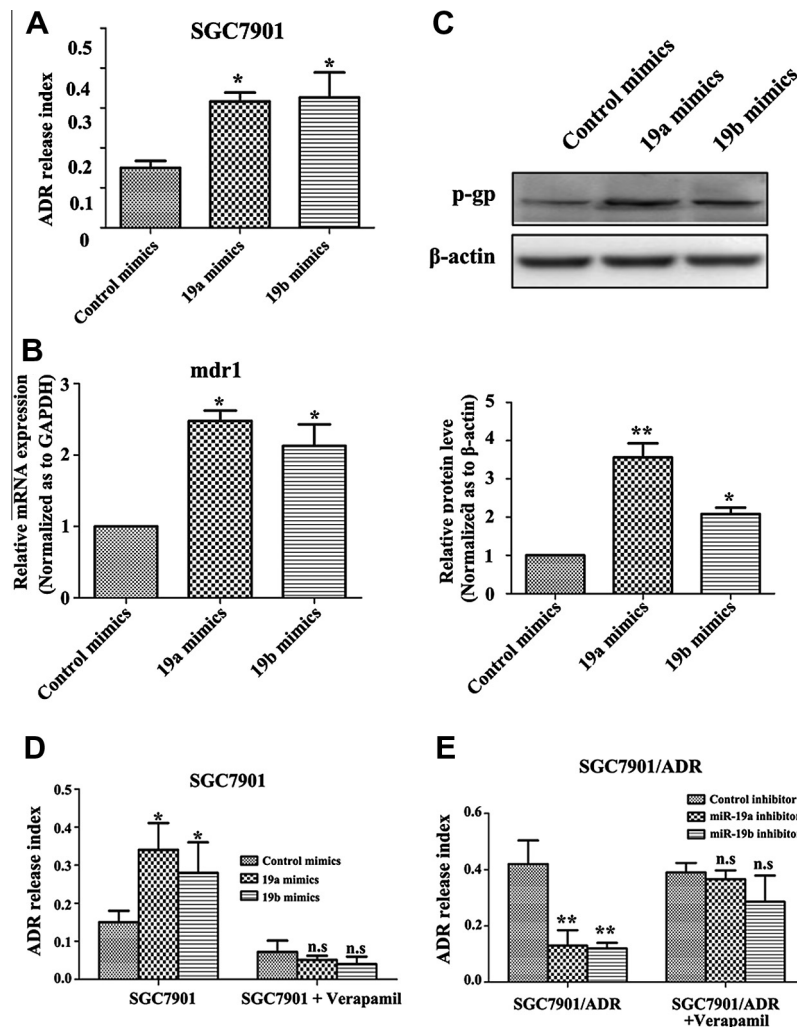 A
SGC7901
ADR release index
0.5
0.4
0.3
0.2
0.1
0
*
*
Control mimics
19a mimics
19b mimics
C
Control mimics
19a mimics
19b mimics
p-gp
β-actin
B
mdr1
Relative mRNA expression
(Normalized as to GAPDH)
3
2
1
0
*
*
Control mimics
19a mimics
19b mimics
Relative protein leve
(Normalized as to β-actin)
5
4
3
2
1
0
**
*
Control mimics
19a mimics
19b mimics
D
SGC7901
ADR release index
0.5
0.4
0.3
0.2
0.1
0.0
*
*
n.s
n.s
Control mimics
19a mimics
19b mimics
SGC7901
SGC7901 + Verapamil
E
SGC7901/ADR
ADR release index
0.6
0.4
0.2
0.0
**
**
n.s
n.s
Control inhibitor
miR-19a inhibitor
miR-19b inhibitor
SGC7901/ADR
SGC7901/ADR
+Verapamil